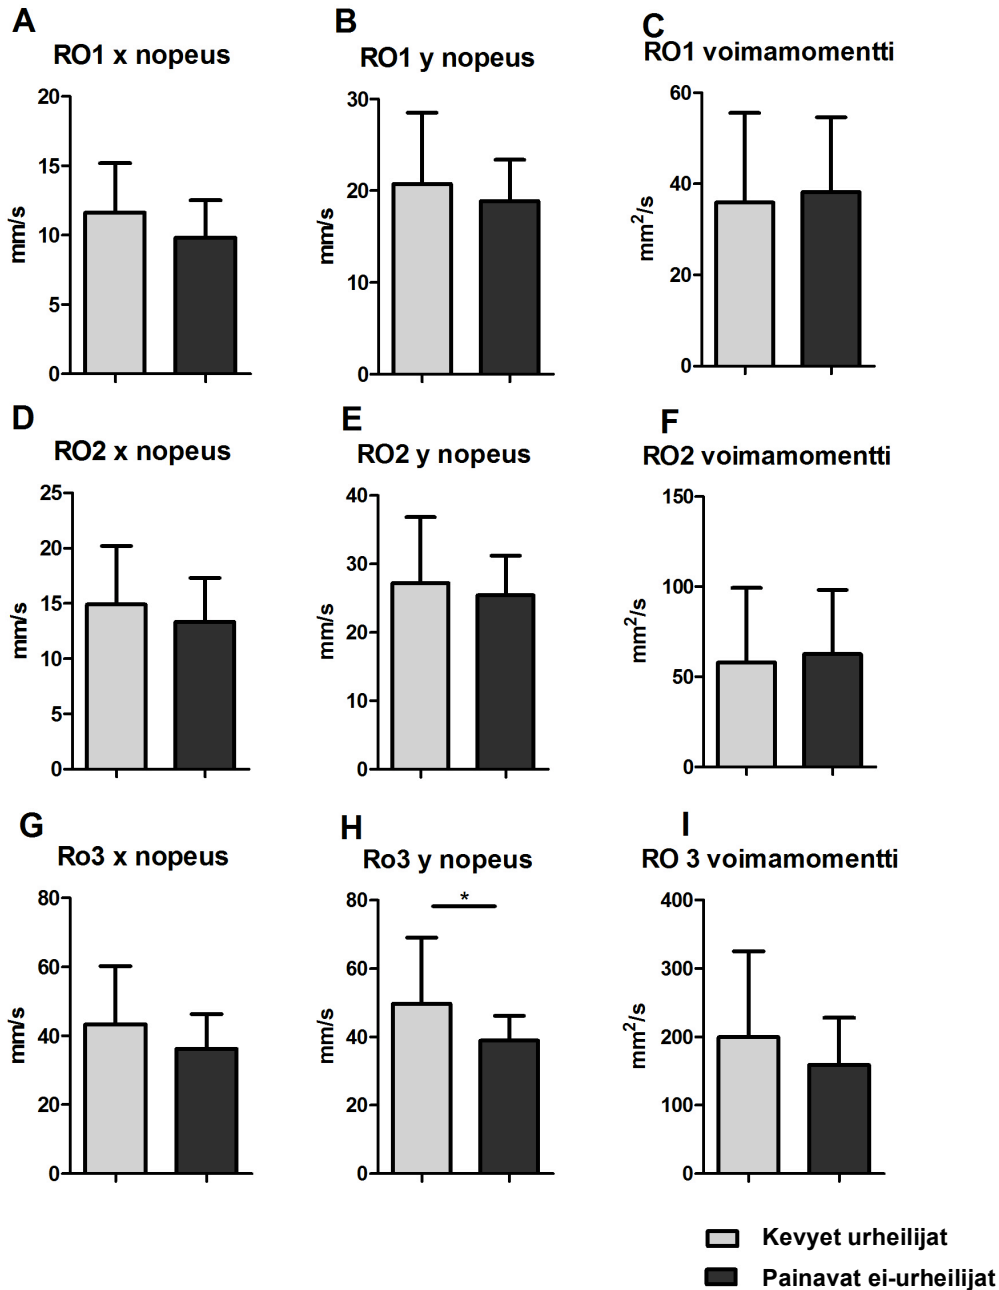 A
RO1 x nopeus
20
15
10
5
0
mm/s
B
RO1 y nopeus
30
20
10
0
mm/s
C
RO1 voimamomentti
60
40
20
0
mm²/s
D
RO2 x nopeus
25
20
15
10
5
0
mm/s
E
RO2 y nopeus
40
30
20
10
0
mm/s
F
RO2 voimamomentti
150
100
50
0
mm²/s
G
Ro3 x nopeus
80
60
40
20
0
mm/s
H
Ro3 y nopeus
*
80
60
40
20
0
mm/s
I
RO 3 voimamomentti
400
300
200
100
0
mm²/s
Kevyet urheilijat
Painavat ei-urheilijat